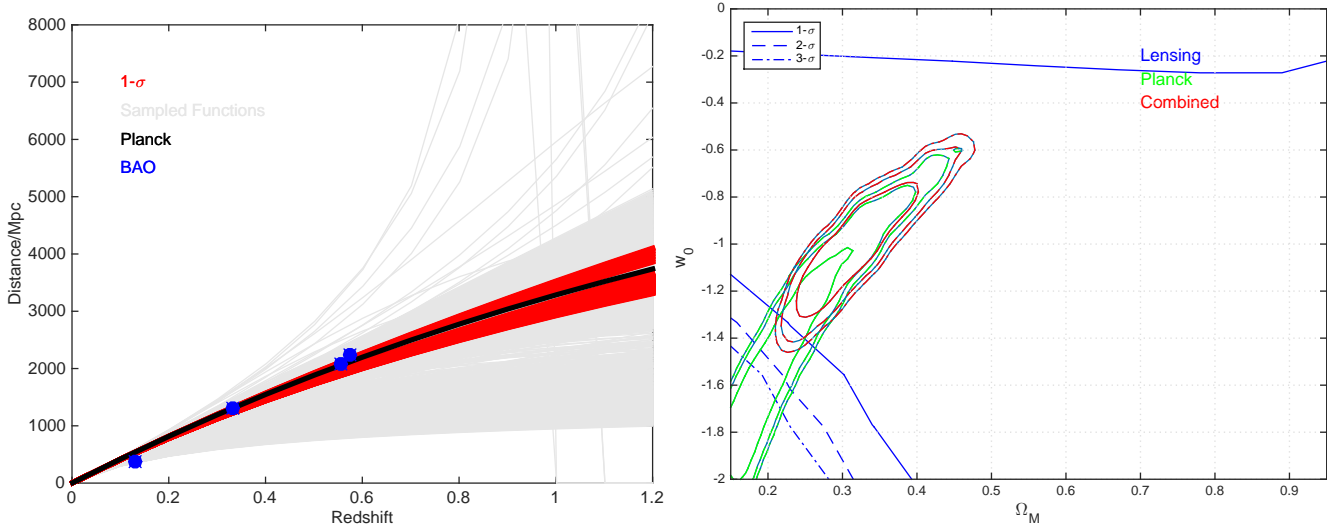 8000
7000
6000
5000
4000
3000
2000
1000
0
Distance/Mpc
1-σ
Sampled Functions
Planck
BAO
0 0.2 0.4 0.6 0.8 1 1.2
Redshift
0
-0.2
-0.4
-0.6
-0.8
-1
-1.2
-1.4
-1.6
-1.8
-2
w_0
1-σ
2-σ
3-σ
Lensing
Planck
Combined
0.2 0.3 0.4 0.5 0.6 0.7 0.8 0.9
Ω_M